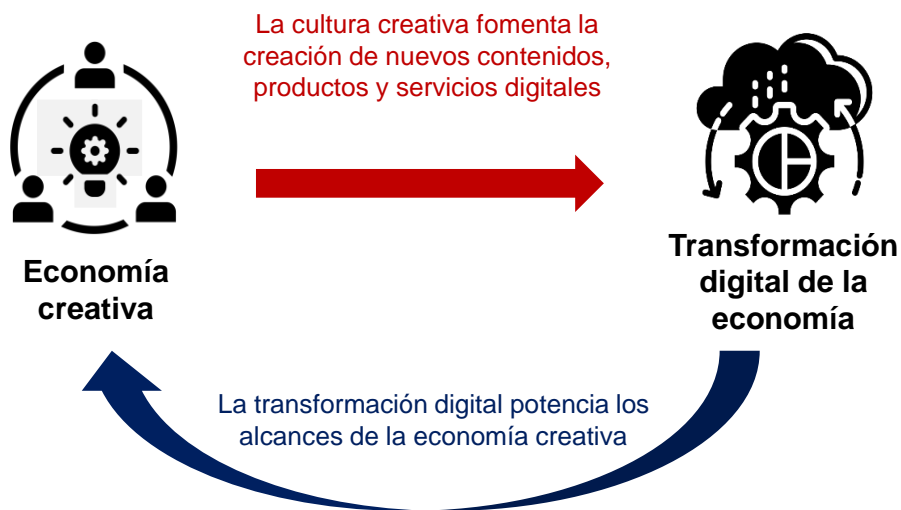 La cultura creativa fomenta la
creación de nuevos contenidos,
productos y servicios digitales
Economía
creativa
Transformación
digital de la
economía
La transformación digital potencia los
alcances de la economía creativa